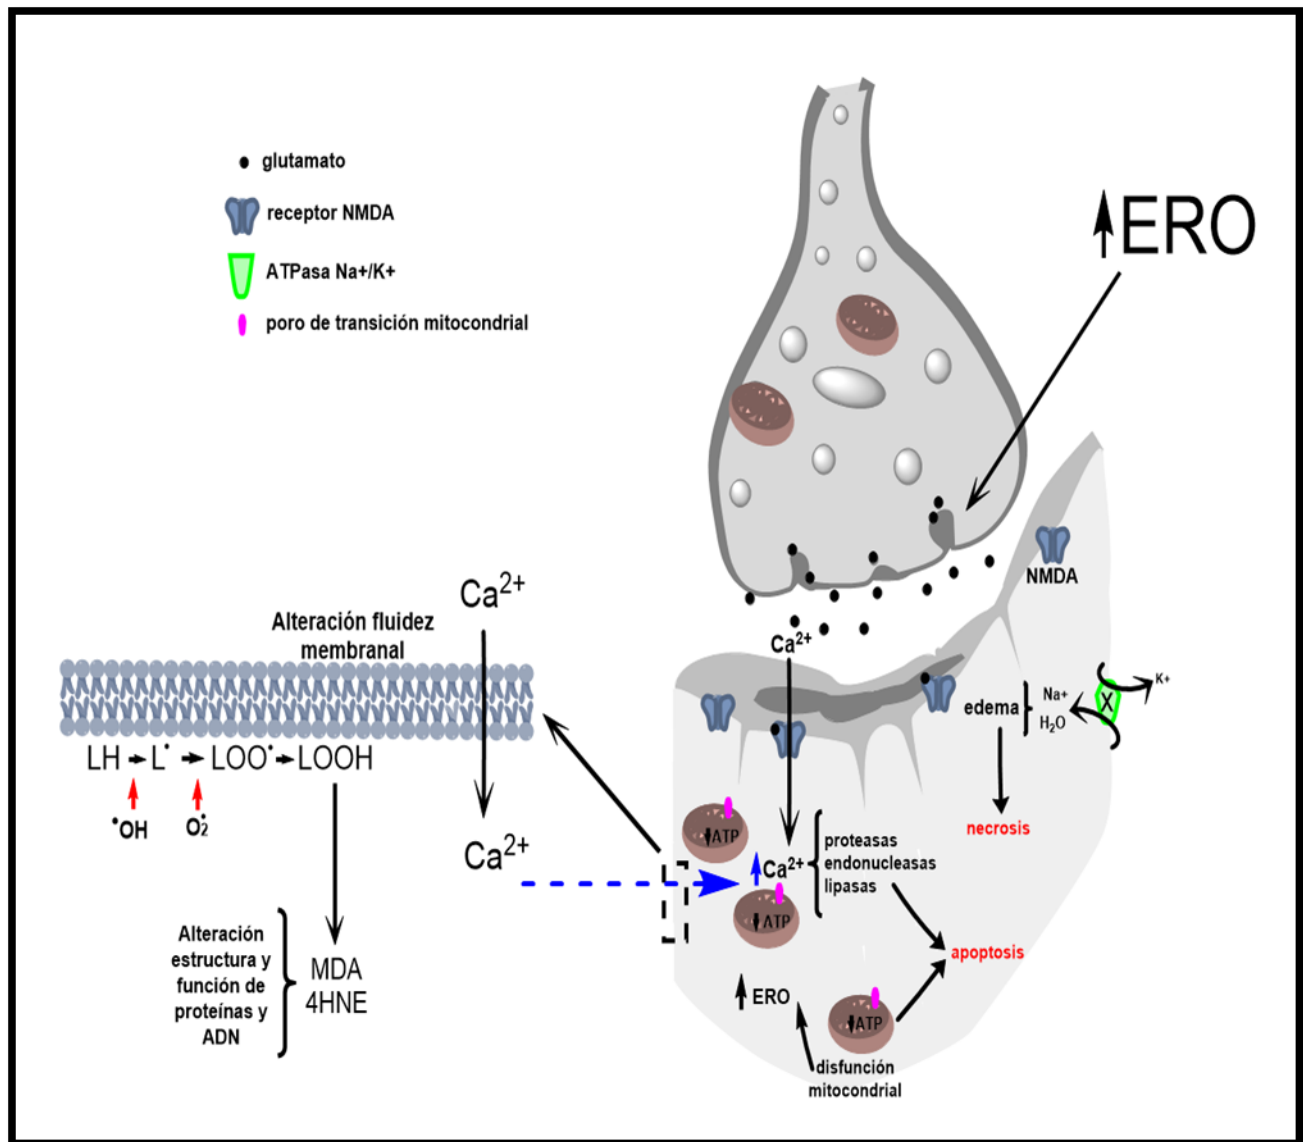 glutamato
receptor NMDA
ATPasa Na+/K+
poro de transición mitocondrial
ERO
NMDA
Ca²⁺
Alteración fluidez
membranal
Ca²⁺
edema
Na+
H₂O
X
K+
LH L• LOO• LOOH
•OH O₂•
Ca²⁺
necrosis
ATP
Ca²⁺
proteasas
endonucleasas
lipasas
ATP
apoptosis
Alteración
estructura y
función de
proteínas y
ADN
MDA
4HNE
ERO
ATP
disfunción
mitocondrial